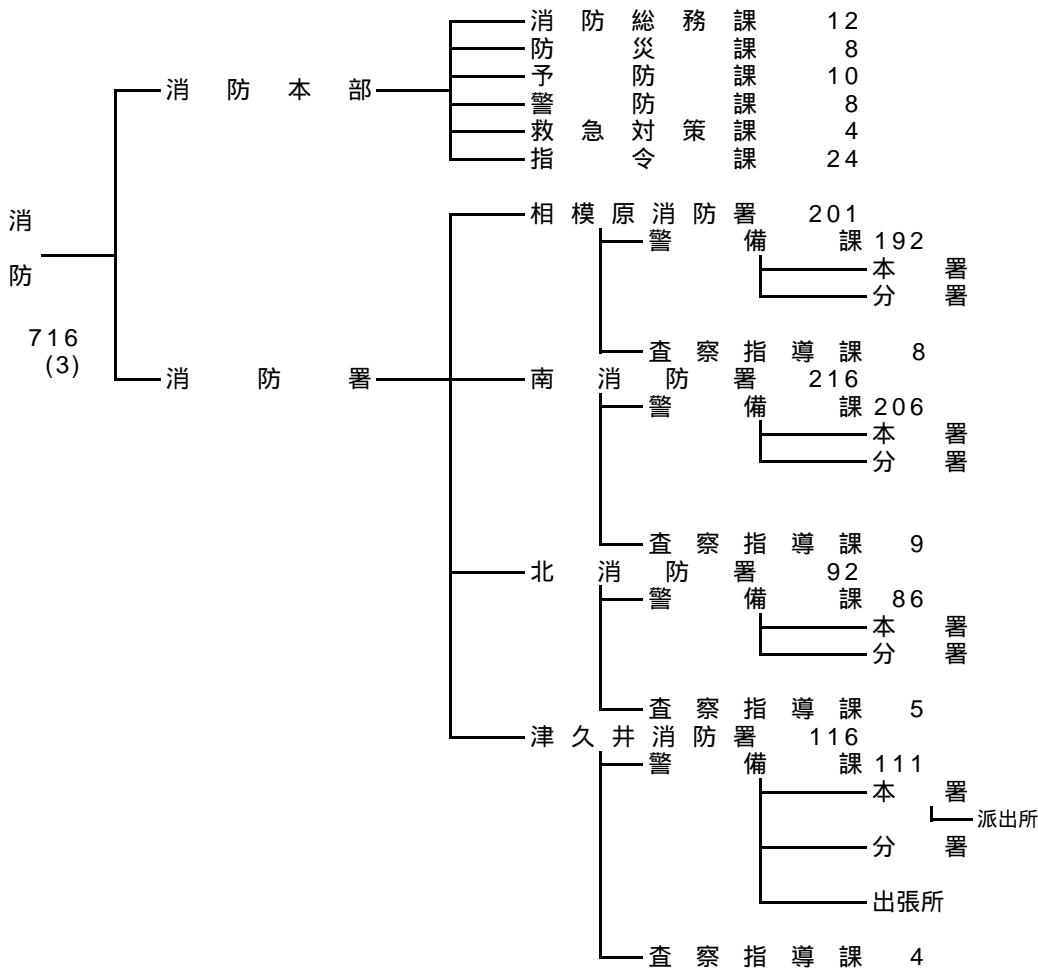 消防総務課 12
防災課 8
予防課 10
消防本部
警防課 8
救急対策課 4
指令課 24
相模原消防署 201
消防
警備課 192
本署
分署
716
(3)
査察指導課 8
消防署
南消防署 216
警備課 206
本署
分署
査察指導課 9
北消防署 92
警備課 86
本署
分署
査察指導課 5
津久井消防署 116
警備課 111
本署
派出所
分署
出張所
査察指導課 4